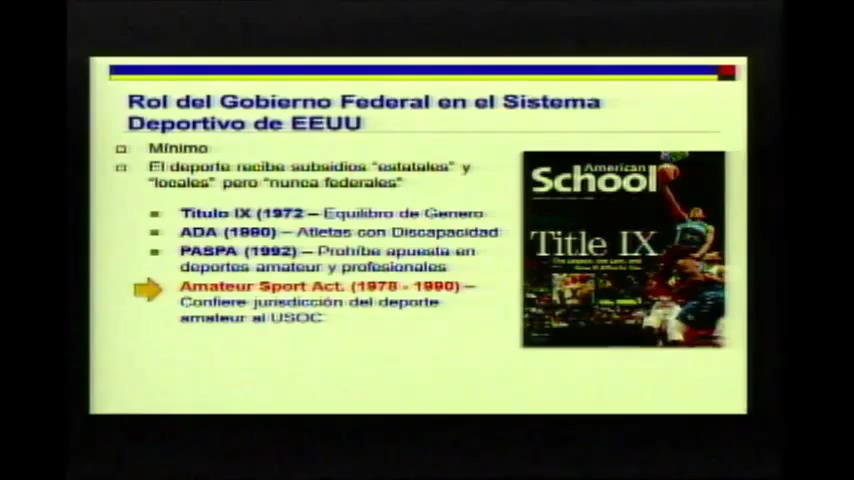 Rol del Gobierno Federal en el Sistema
Deportivo de EEUU
Mínimo
El deporte recibe subsidios "estatales" y
"locales" pero "nunca federales"
Titulo IX (1972 – Equilibro de Genero
ADA (1990) – Atletas con Discapacidad
PASPA (1992) – Prohíbe apuesta en
deportes amateur y profesionales
Amateur Sport Act. (1978 - 1990) –
Confiere jurisdicción del deporte
amateur al USOC
American
School
Title IX